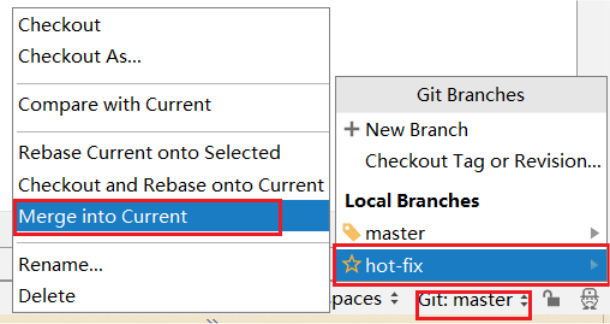 Checkout
Checkout As...
Compare with Current
Rebase Current onto Selected
Checkout and Rebase onto Current
Merge into Current
Rename...
Delete
Git Branches
+ New Branch
Checkout Tag or Revision...
Local Branches
master
hot-fix
paces
Git: master